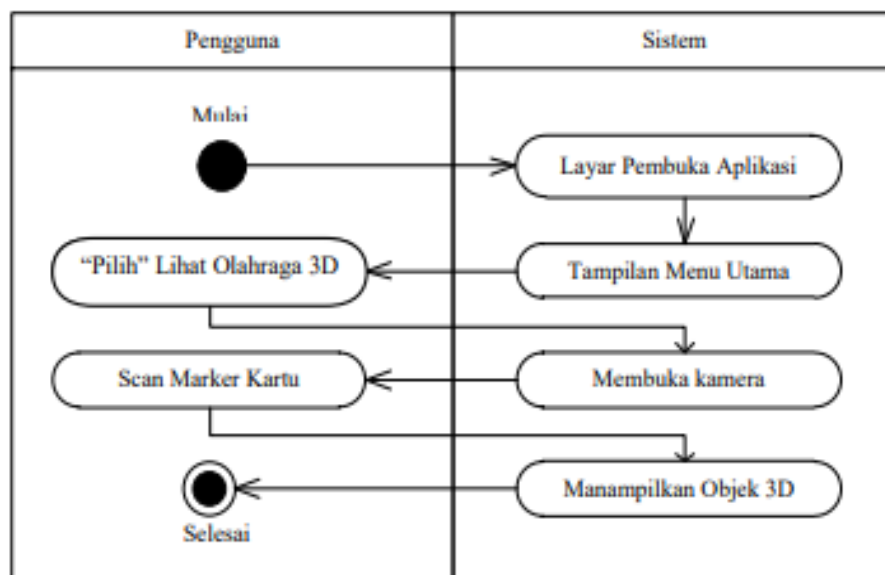 Pengguna
Sistem
Mulai
Layar Pembuka Aplikasi
“Pilih” Lihat Olahraga 3D
Tampilan Menu Utama
Scan Marker Kartu
Membuka kamera
Manampilkan Objek 3D
Selesai